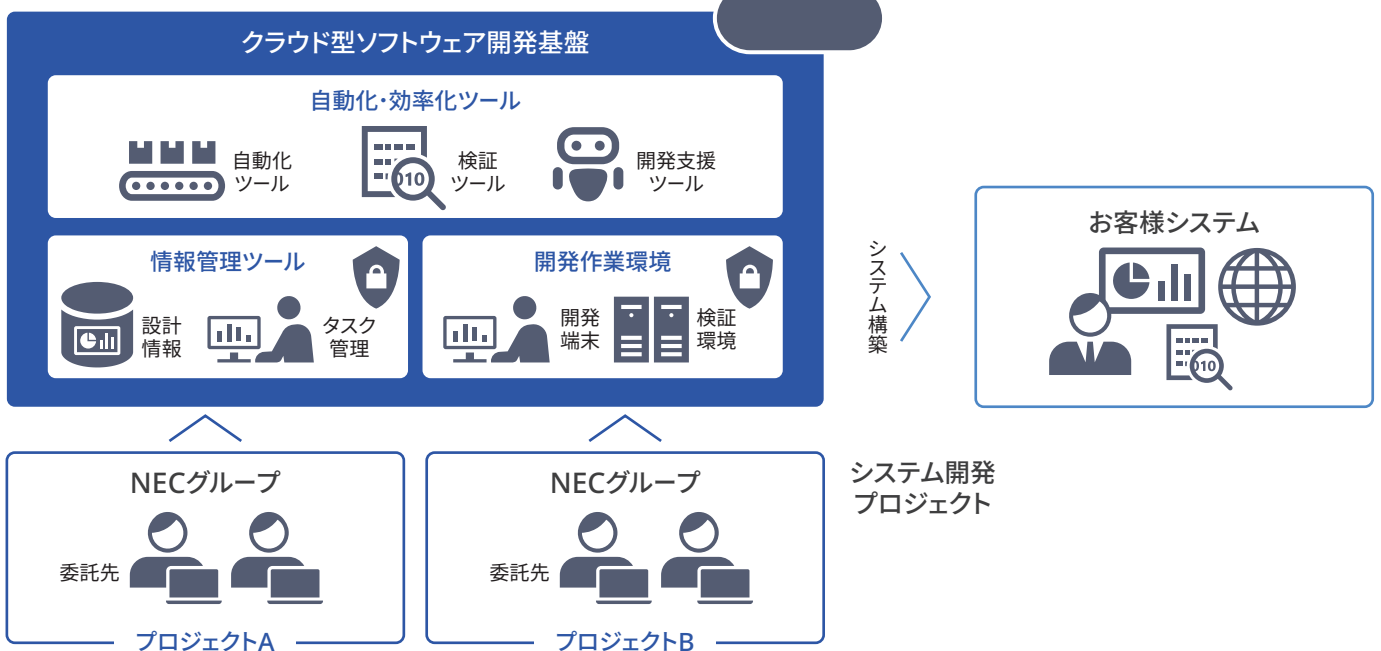 クラウド型ソフトウェア開発基盤
自動化・効率化ツール
自動化
ツール
010
検証
ツール
開発支援
ツール
情報管理ツール
設計
情報
タスク
管理
開発作業環境
開発
端末
検証
環境
システム構築
お客様システム
010
NECグループ
委託先
プロジェクトA
NECグループ
委託先
プロジェクトB
システム開発
プロジェクト